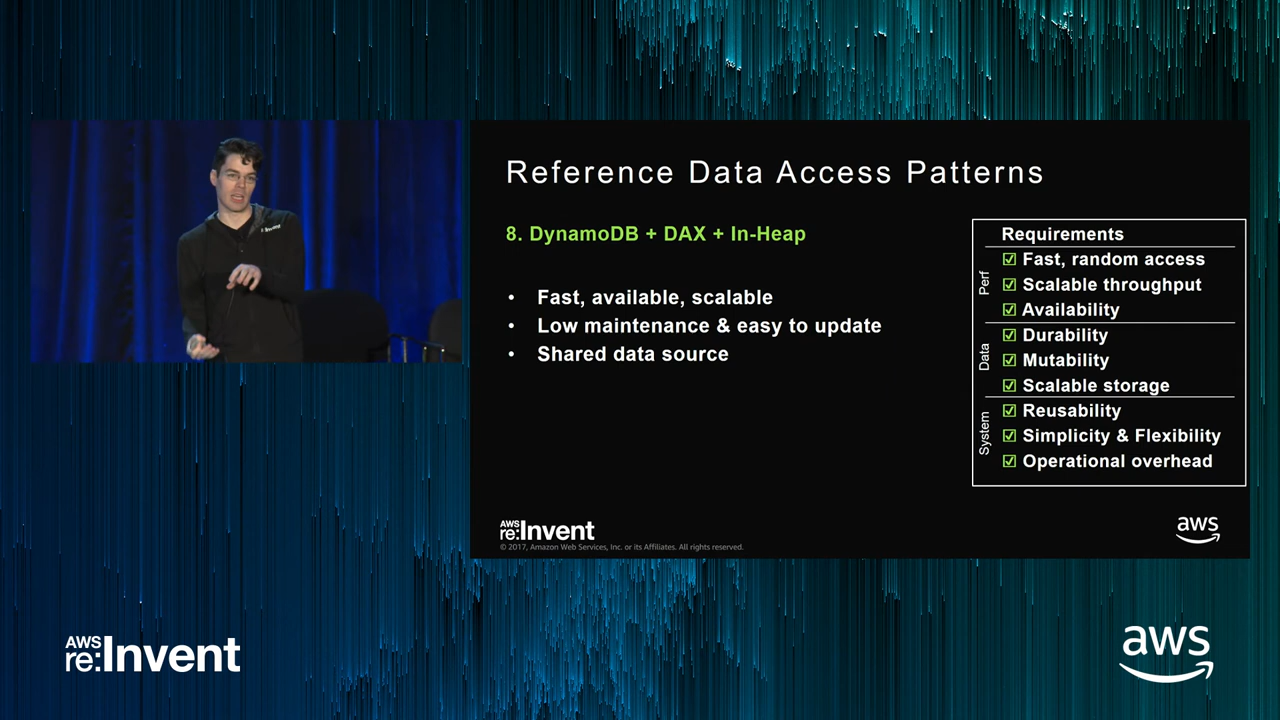 Reference Data Access Patterns
8. DynamoDB + DAX + In-Heap
• Fast, available, scalable
• Low maintenance & easy to update
• Shared data source
Requirements
Perf
Fast, random access
Scalable throughput
Availability
Data
Durability
Mutability
Scalable storage
System
Reusability
Simplicity & Flexibility
Operational overhead
AWS
re:Invent
© 2017, Amazon Web Services, Inc. or its Affiliates. All rights reserved.
aws
AWS
re:Invent
aws